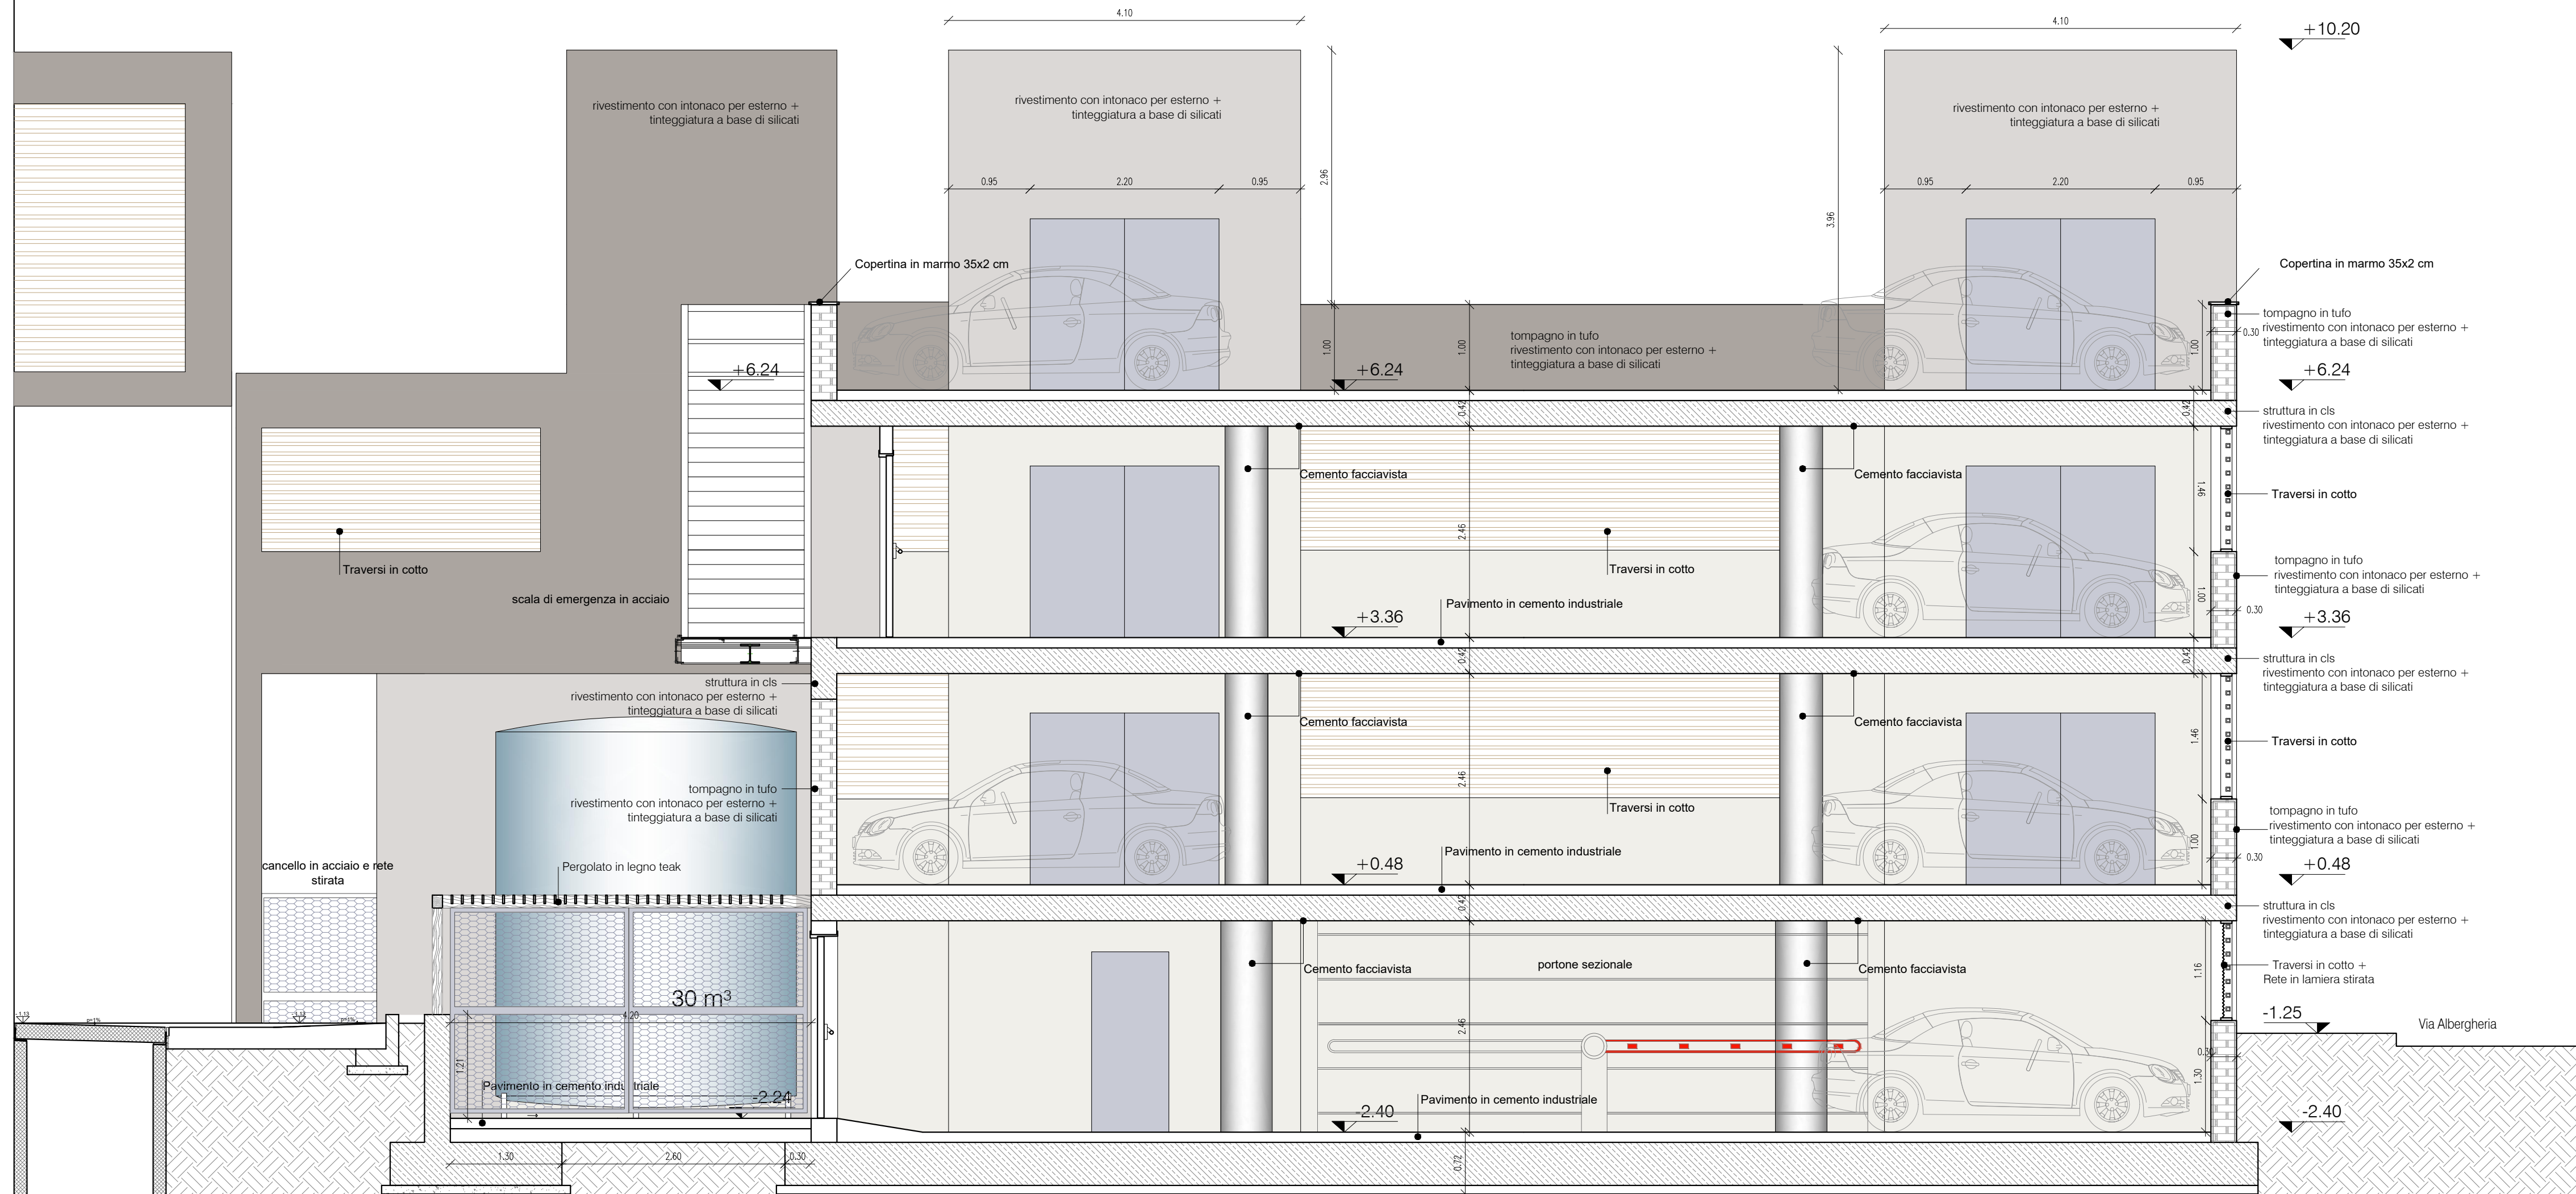 4.10
4.10
+10.20
rivestimento con intonaco per esterno +
tinteggiatura a base di silicati
rivestimento con intonaco per esterno +
tinteggiatura a base di silicati
rivestimento con intonaco per esterno +
tinteggiatura a base di silicati
0.95
2.20
0.95
2.96
3.96
0.95
2.20
0.95
Copertina in marmo 35x2 cm
Copertina in marmo 35x2 cm
tompagno in tufo
rivestimento con intonaco per esterno +
tinteggiatura a base di silicati
0.30
1.00
1.00
tompagno in tufo
rivestimento con intonaco per esterno +
tinteggiatura a base di silicati
1.00
+6.24
+6.24
+6.24
0.42
0.42
struttura in cls
rivestimento con intonaco per esterno +
tinteggiatura a base di silicati
Cemento facciavista
Cemento facciavista
1.46
Traversi in cotto
2.46
Traversi in cotto
Traversi in cotto
tompagno in tufo
rivestimento con intonaco per esterno +
tinteggiatura a base di silicati
1.00
0.30
scala di emergenza in acciaio
Pavimento in cemento industriale
+3.36
+3.36
0.42
0.42
struttura in cls
rivestimento con intonaco per esterno +
tinteggiatura a base di silicati
struttura in cls
rivestimento con intonaco per esterno +
tinteggiatura a base di silicati
Cemento facciavista
Cemento facciavista
1.46
Traversi in cotto
2.46
Traversi in cotto
tompagno in tufo
rivestimento con intonaco per esterno +
tinteggiatura a base di silicati
tompagno in tufo
rivestimento con intonaco per esterno +
tinteggiatura a base di silicati
1.00
0.30
Pavimento in cemento industriale
cancello in acciaio e rete
stirata
Pergolato in legno teak
+0.48
+0.48
0.42
struttura in cls
rivestimento con intonaco per esterno +
tinteggiatura a base di silicati
Cemento facciavista
portone sezionale
Cemento facciavista
1.16
Traversi in cotto +
Rete in lamiera stirata
30 m³
4.20
-1.13
p=1%
p=1%
2.46
-1.25
Via Albergheria
0.30
1.21
1.30
Pavimento in cemento industriale
-2.24
Pavimento in cemento industriale
-2.40
-2.40
1.30
2.60
0.30
0.72